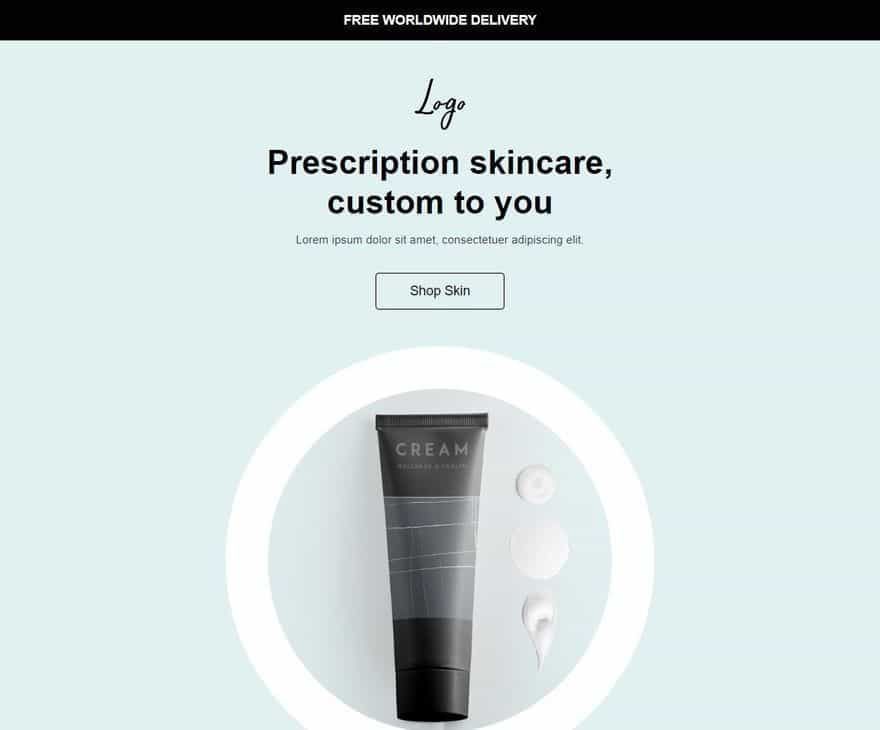 FREE WORLDWIDE DELIVERY
Logo
Prescription skincare,
custom to you
Lorem ipsum dolor sit amet, consectetuer adipiscing elit.
Shop Skin
CREAM